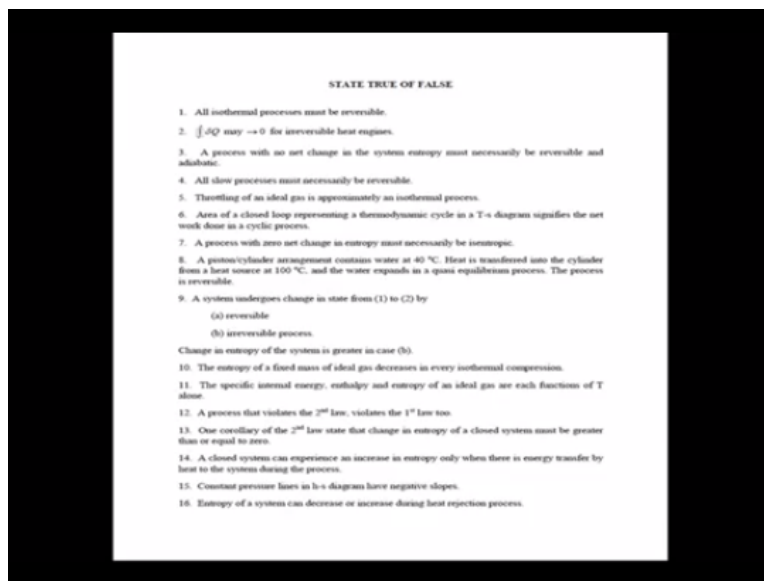 STATE TRUE OF FALSE
1. All isothermal processes must be reversible.
2. ∮ δQ may → 0 for irreversible heat engines.
3. A process with no net change in the system entropy must necessarily be reversible and
adiabatic.
4. All slow processes must necessarily be reversible.
5. Throttling of an ideal gas is approximately an isothermal process.
6. Area of a closed loop representing a thermodynamic cycle in a T-s diagram signifies the net
work done in a cyclic process.
7. A process with zero net change in entropy must necessarily be isentropic.
8. A piston/cylinder arrangement contains water at 40 °C. Heat is transferred into the cylinder
from a heat source at 100 °C, and the water expands in a quasi equilibrium process. The process
is reversible.
9. A system undergoes change in state from (1) to (2) by
(a) reversible
(b) irreversible process.
Change in entropy of the system is greater in case (b).
10. The entropy of a fixed mass of ideal gas decreases in every isothermal compression.
11. The specific internal energy, enthalpy and entropy of an ideal gas are each functions of T
alone.
12. A process that violates the 2nd law, violates the 1st law too.
13. One corollary of the 2nd law state that change in entropy of a closed system must be greater
than or equal to zero.
14. A closed system can experience an increase in entropy only when there is energy transfer by
heat to the system during the process.
15. Constant pressure lines in h-s diagram have negative slopes.
16. Entropy of a system can decrease or increase during heat rejection process.